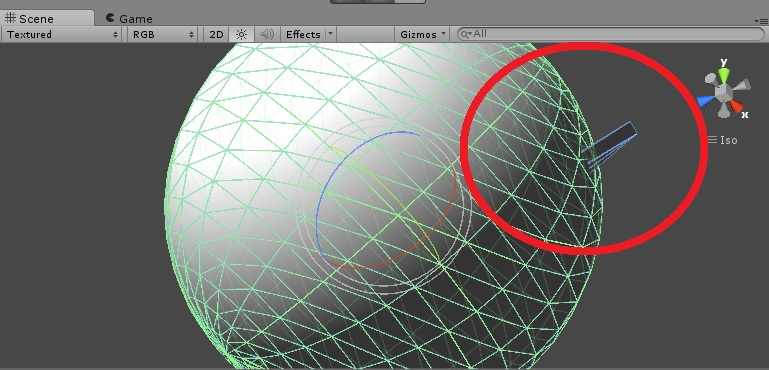 Scene Game
Textured RGB 2D Effects Gizmos All
y
x
Iso